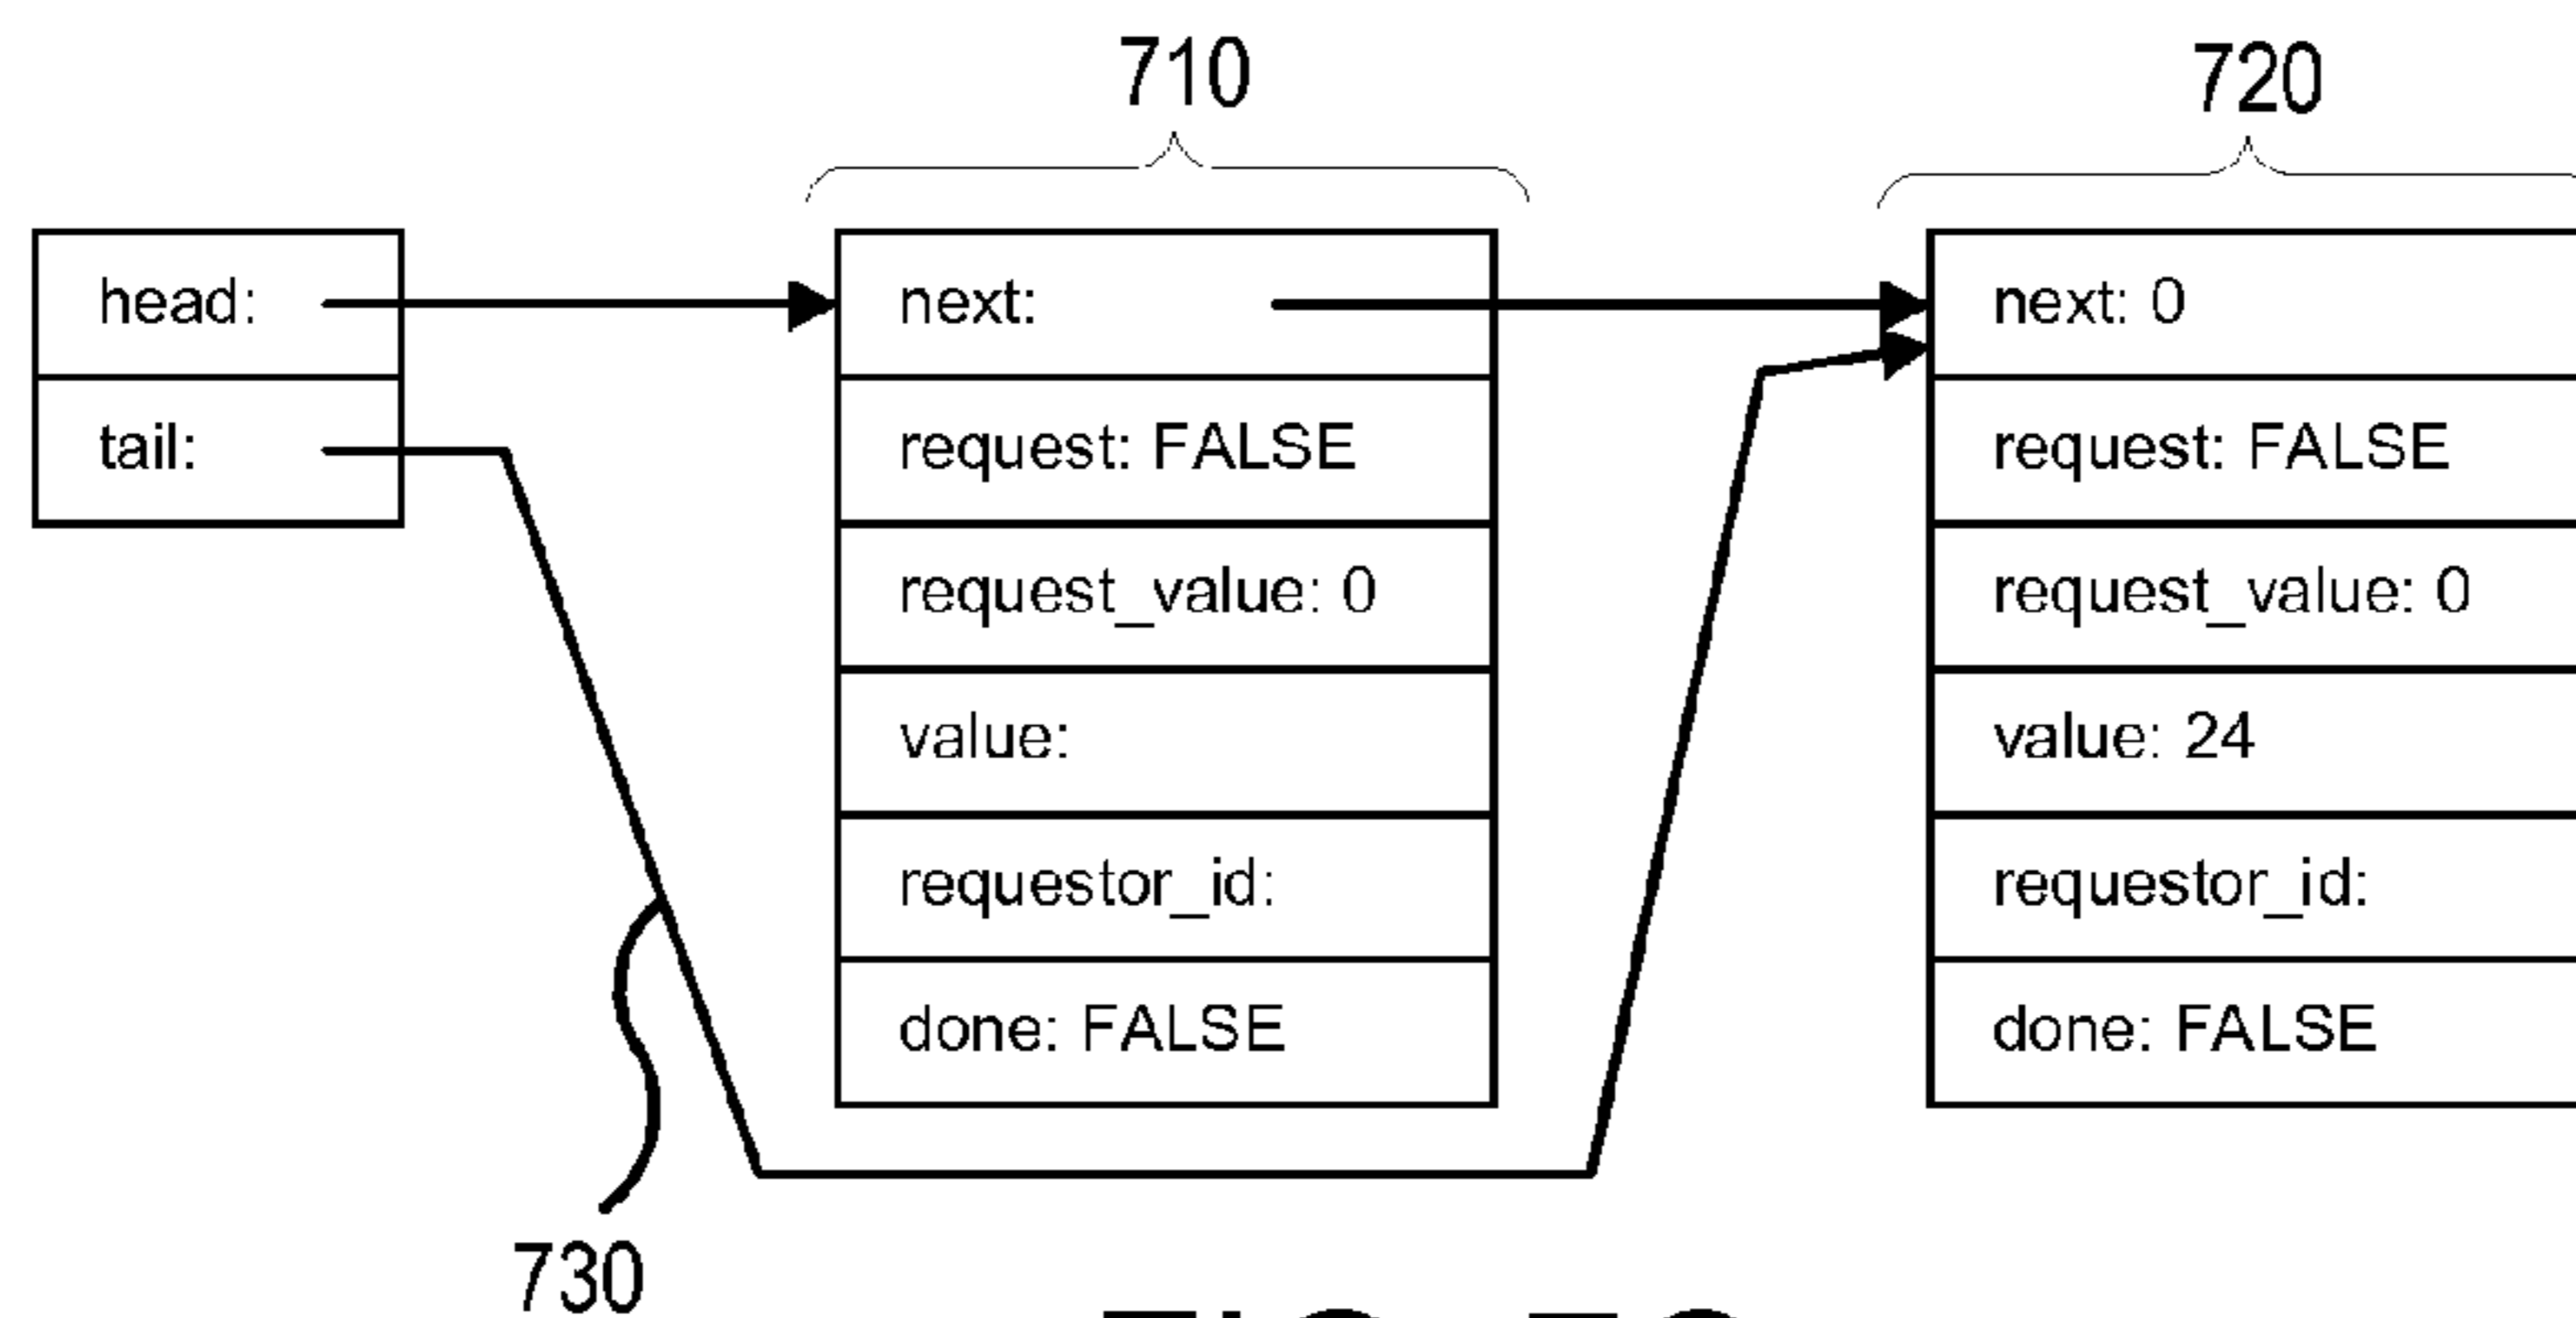 710
720
head:
tail:
next:
request: FALSE
request_value: 0
value:
requestor_id:
done: FALSE
next: 0
request: FALSE
request_value: 0
value: 24
requestor_id:
done: FALSE
730